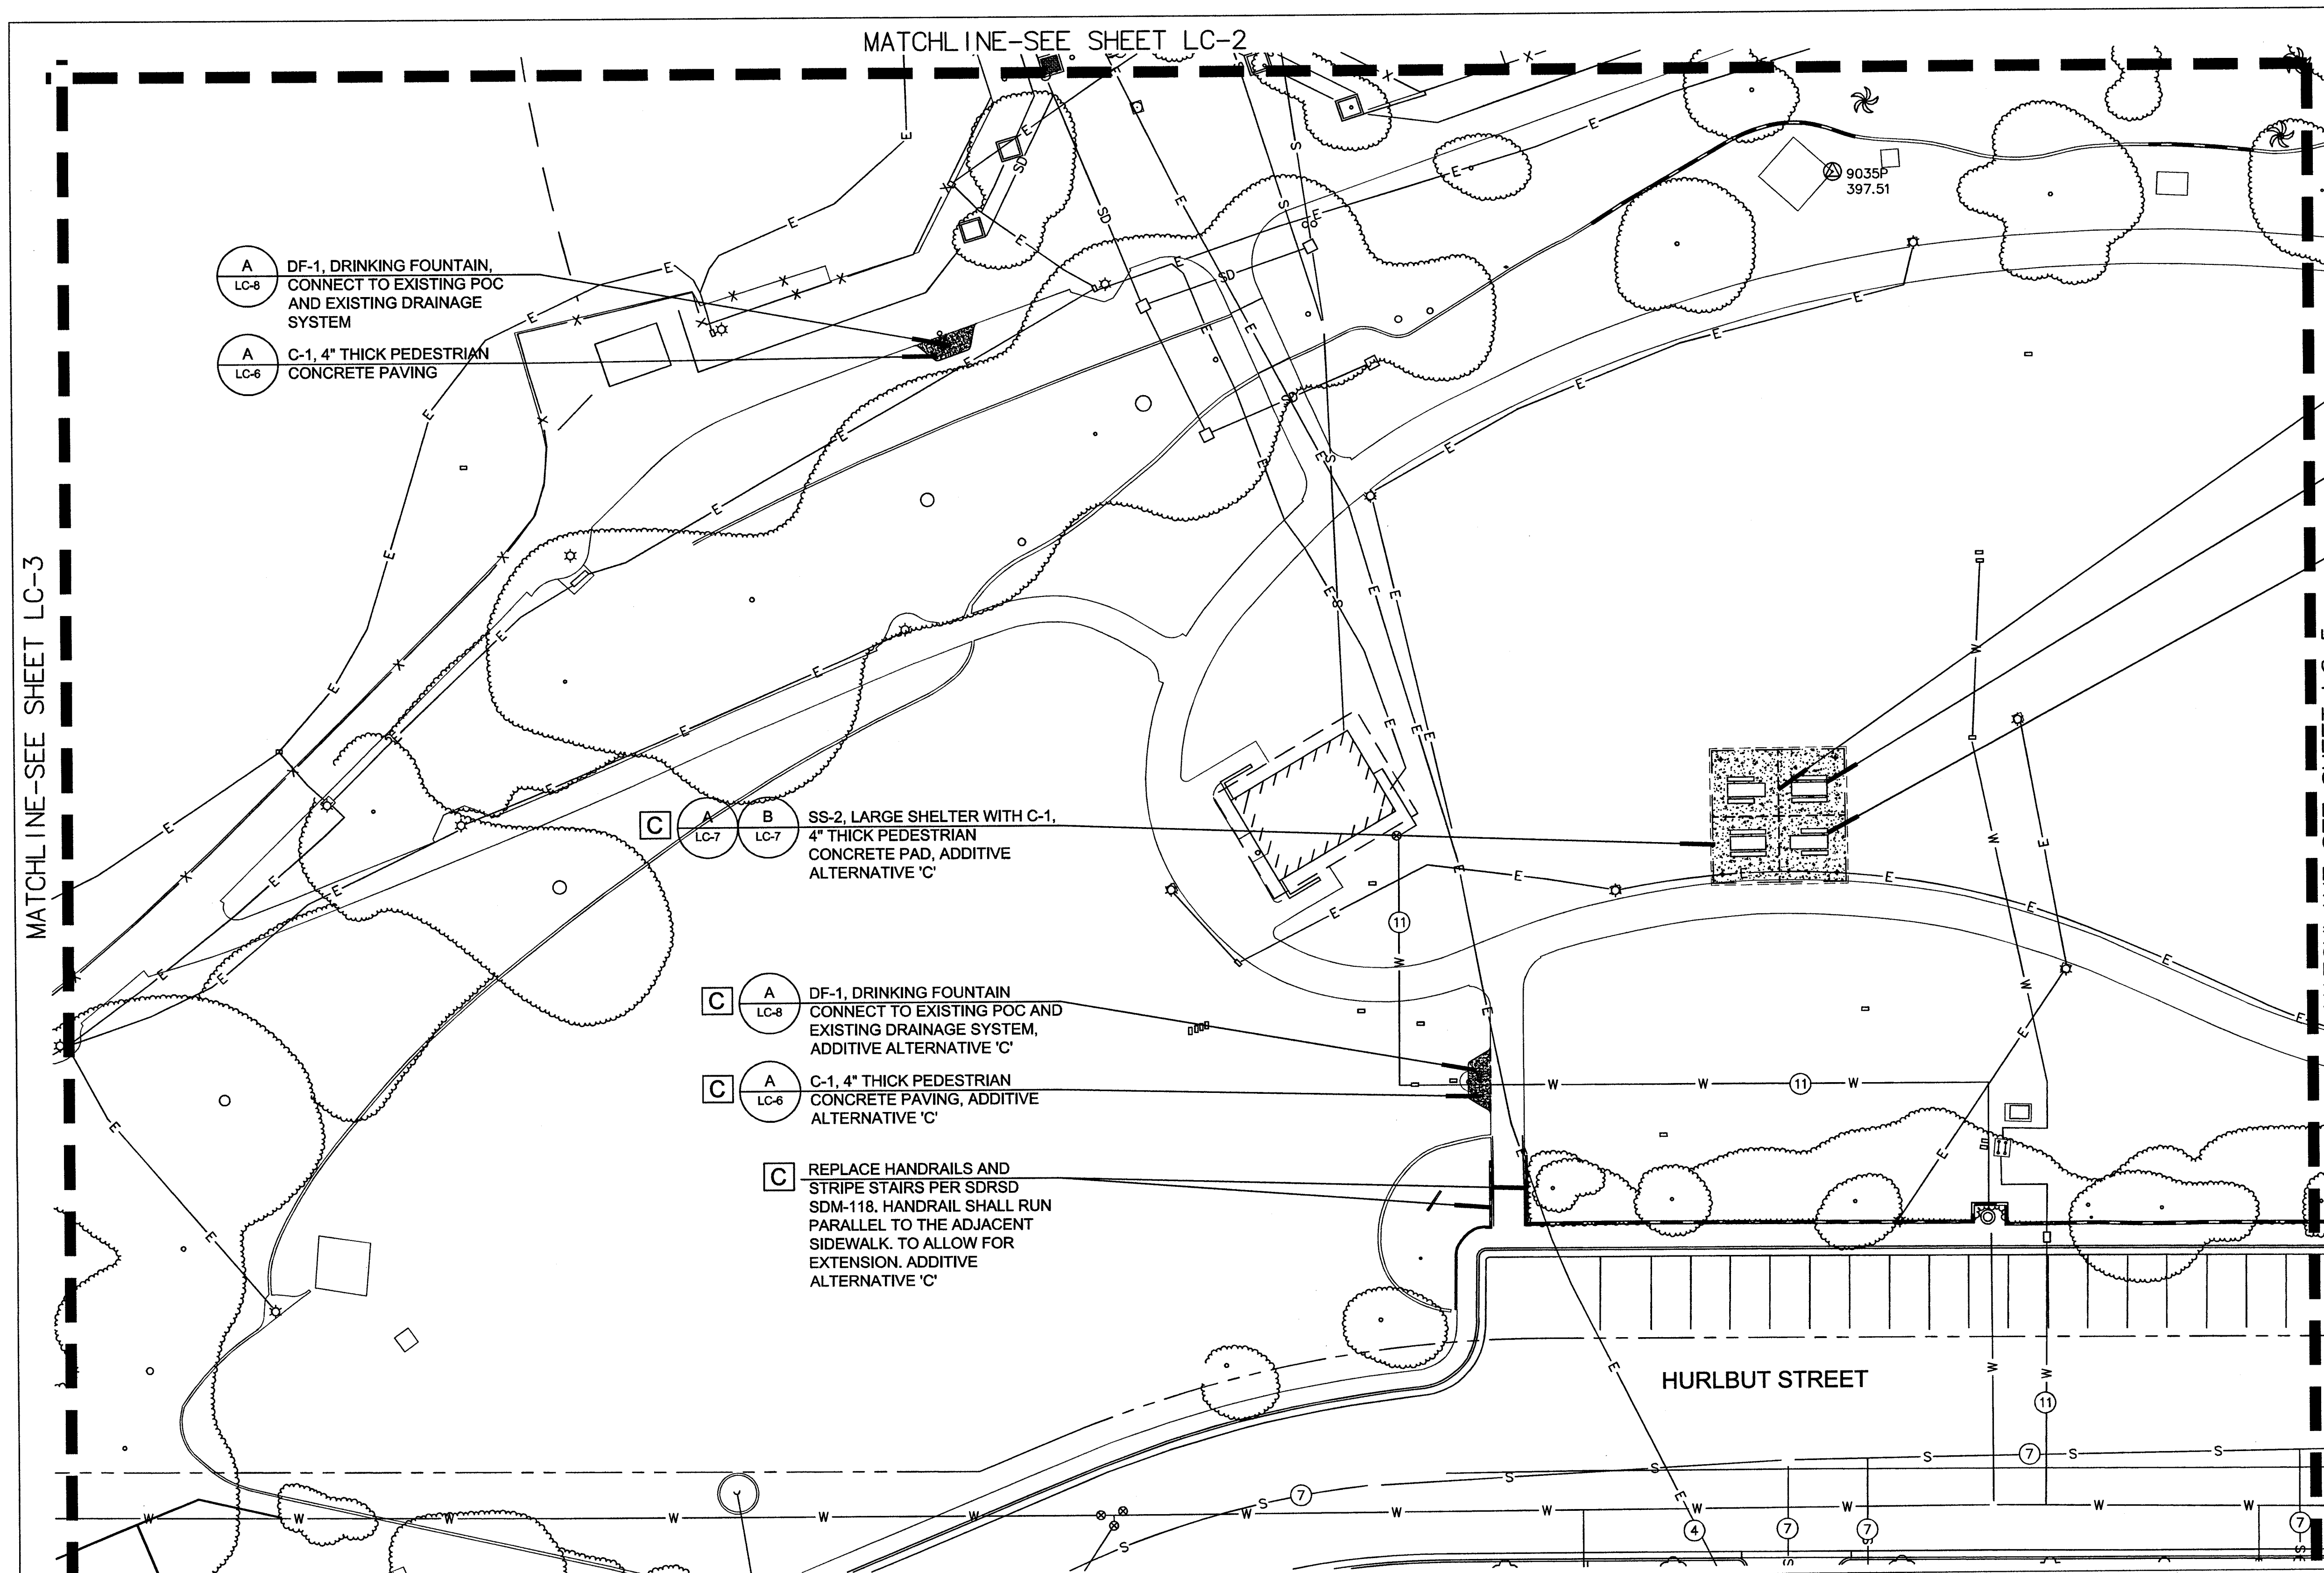 MATCHLINE-SEE SHEET LC-2
MATCHLINE-SEE SHEET LC-3
9035P
397.51
A
LC-8
DF-1, DRINKING FOUNTAIN,
CONNECT TO EXISTING POC
AND EXISTING DRAINAGE
SYSTEM
A
LC-6
C-1, 4" THICK PEDESTRIAN
CONCRETE PAVING
C
A
LC-7
B
LC-7
SS-2, LARGE SHELTER WITH C-1,
4" THICK PEDESTRIAN
CONCRETE PAD, ADDITIVE
ALTERNATIVE 'C'
C
A
LC-8
DF-1, DRINKING FOUNTAIN
CONNECT TO EXISTING POC AND
EXISTING DRAINAGE SYSTEM,
ADDITIVE ALTERNATIVE 'C'
C
A
LC-6
C-1, 4" THICK PEDESTRIAN
CONCRETE PAVING, ADDITIVE
ALTERNATIVE 'C'
C
REPLACE HANDRAILS AND
STRIPE STAIRS PER SDRSD
SDM-118. HANDRAIL SHALL RUN
PARALLEL TO THE ADJACENT
SIDEWALK. TO ALLOW FOR
EXTENSION. ADDITIVE
ALTERNATIVE 'C'
11
W
W W 11 W
HURLBUT STREET
11
S 7 S S
7
W W W W W W W W W W W W
4
7
7
7